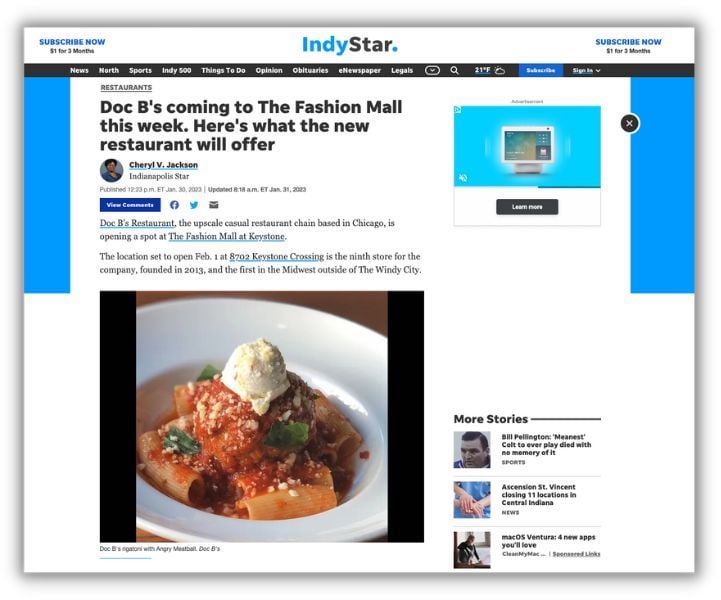 SUBSCRIBE NOW
$1 for 3 Months
IndyStar.
SUBSCRIBE NOW
$1 for 3 Months
News North Sports Indy 500 Things To Do Opinion Obituaries eNewspaper Legals 21°F Subscribe Sign In
RESTAURANTS
Doc B's coming to The Fashion Mall
this week. Here's what the new
restaurant will offer
Cheryl V. Jackson
Indianapolis Star
Published 12:23 p.m. ET Jan. 30, 2023 | Updated 8:18 a.m. ET Jan. 31, 2023
View Comments
Doc B's Restaurant, the upscale casual restaurant chain based in Chicago, is
opening a spot at The Fashion Mall at Keystone.
The location set to open Feb. 1 at 8702 Keystone Crossing is the ninth store for the
company, founded in 2013, and the first in the Midwest outside of The Windy City.
Doc B's rigatoni with Angry Meatball. Doc B's
Advertisement
Learn more
More Stories
Bill Pellington: 'Meanest'
Colt to ever play died with
no memory of it
SPORTS
Ascension St. Vincent
closing 11 locations in
Central Indiana
NEWS
macOS Ventura: 4 new apps
you'll love
CleanMyMac ... | Sponsored Links